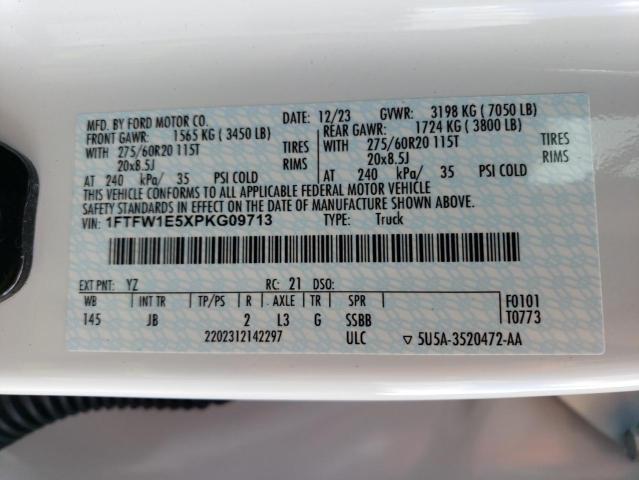 MFD. BY FORD MOTOR CO. DATE: 12/23 GVWR: 3198 KG (7050 LB)
FRONT GAWR: 1565 KG (3450 LB) REAR GAWR: 1724 KG (3800 LB)
WITH 275/60R20 115T TIRES WITH 275/60R20 115T TIRES
20x8.5J RIMS 20x8.5J RIMS
AT 240 kPa/ 35 PSI COLD AT 240 kPa/ 35 PSI COLD
THIS VEHICLE CONFORMS TO ALL APPLICABLE FEDERAL MOTOR VEHICLE
SAFETY STANDARDS IN EFFECT ON THE DATE OF MANUFACTURE SHOWN ABOVE.
VIN: 1FTFW1E5XPKG09713 TYPE: Truck
EXT PNT: YZ RC: 21 DSO:
WB INT TR TP/PS R AXLE TR SPR F0101
145 JB 2 L3 G SSBB T0773
2202312142297 ULC ▽ 5U5A-3520472-AA